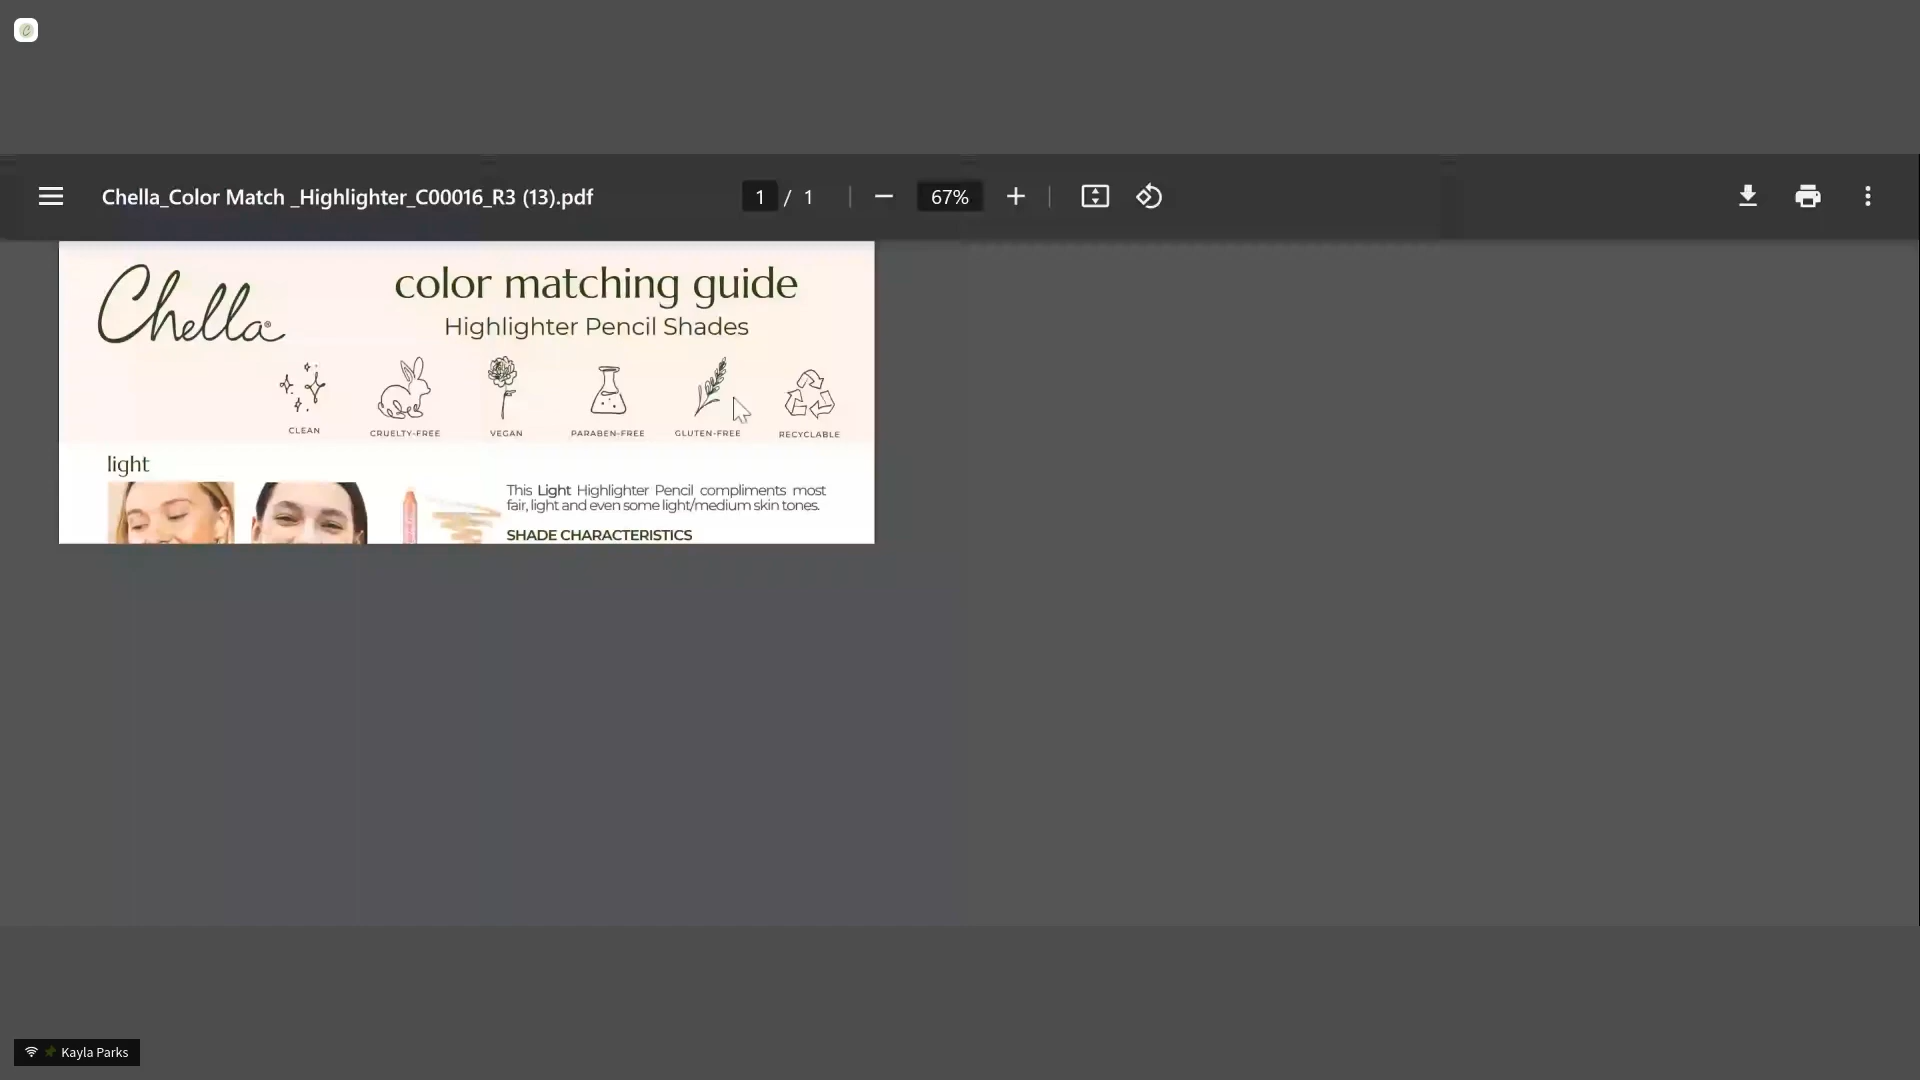 Chella_Color Match _Highlighter_C00016_R3 (13).pdf
1 / 1
67%
Chella®
color matching guide
Highlighter Pencil Shades
CLEAN
CRUELTY-FREE
VEGAN
PARABEN-FREE
GLUTEN-FREE
RECYCLABLE
light
This Light Highlighter Pencil compliments most
fair, light and even some light/medium skin tones.
SHADE CHARACTERISTICS
Kayla Parks